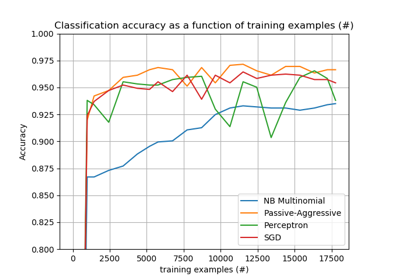 Classification accuracy as a function of training examples (#)
1.000
0.975
0.950
0.925
0.900
0.875
0.850
0.825
0.800
Accuracy
NB Multinomial
Passive-Aggressive
Perceptron
SGD
0 2500 5000 7500 10000 12500 15000 17500
training examples (#)